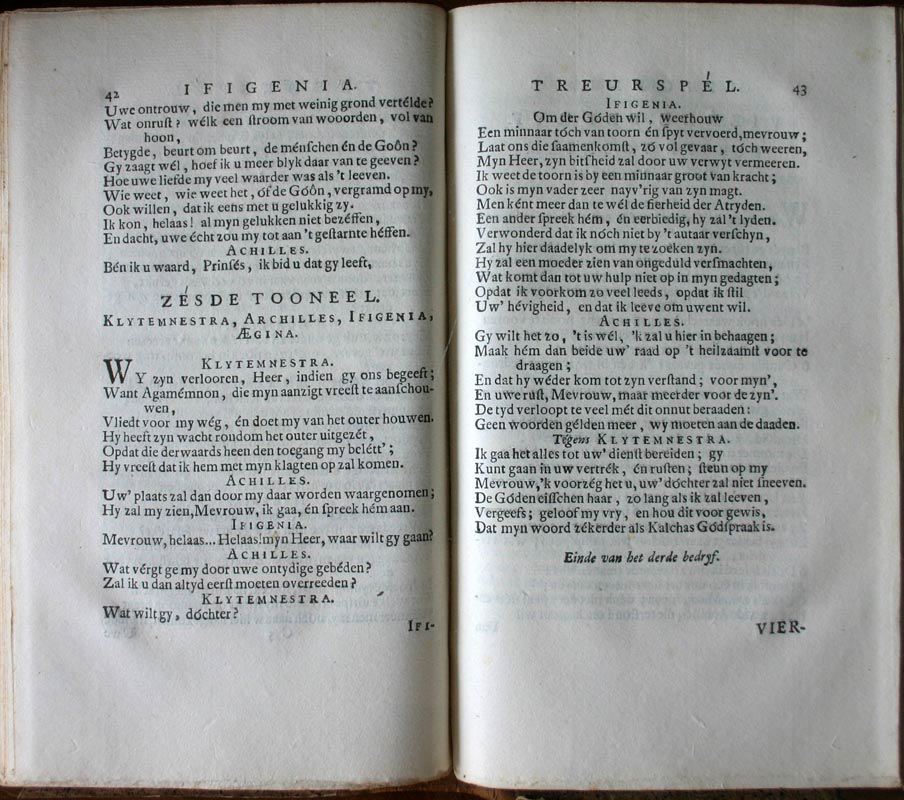 42
IFIGENIA.
Uwe ontrouw, die men my met weinig grond vertélde?
Wat onruſt? wélk een ſtroom van wooorden, vol van
hoon,
Betygde, beurt om beurt, de ménſchen én de Goôn?
Gy zaagt wél, hoef ik u meer blyk daar van te geeven?
Hoe uwe liefde my veel waarder was als 't leeven.
Wie weet, wie weet het, óf de Góôn, vergramd op my,
Ook willen, dat ik eens met u gelukkig zy.
Ik kon, helaas! al myn gelukken niet bezéffen,
En dacht, uwe écht zou my tot aan 't geſtarnte héffen.
ACHILLES.
Bén ik u waard, Prinſés, ik bid u dat gy leeft,
ZÉSDE TOONEEL.
KLYTEMNESTRA, ARCHILLES, IFIGENIA,
ÆGINA.
KLYTEMNESTRA.
WY zyn verlooren, Heer, indien gy ons begeeft;
Want Agamémnon, die myn aanzigt vreeſt te aanſchou-
wen,
Vliedt voor my wég, én doet my van het outer houwen.
Hy heeft zyn wacht rondom het outer uitgezét,
Opdat die derwaards heen den toegang my belétt';
Hy vreeſt dat ik hem met myn klagten op zal komen.
ACHILLES.
Uw' plaats zal dan door my daar worden waargenomen;
Hy zal my zien, Mevrouw, ik gaa, én ſpreek hém aan.
IFIGENIA.
Mevrouw, helaas... Helaas! myn Heer, waar wilt gy gaan?
ACHILLES.
Wat vérgt ge my door uwe ontydige gebéden?
Zal ik u dan altyd eerſt moeten overreeden?
KLYTEMNESTRA.
Wat wilt gy, dóchter?
IFI-
TREURSPÉL.
43
IFIGENIA.
Om der Góden wil, weerhouw
Een minnaar tóch van toorn én ſpyt vervoerd, mevrouw;
Laat ons die ſaamenkomſt, zó vol gevaar, tóch weeren,
Myn Heer, zyn bitſheid zal door uw verwyt vermeeren.
Ik weet de toorn is by een minnaar groot van kracht;
Ook is myn vader zeer nayv'rig van zyn magt.
Men ként meer dan te wél de fierheid der Atryden.
Een ander ſpreek hém, én eerbiedig, hy zal 't lyden.
Verwonderd dat ik nóch niet by 't autaar verſchyn,
Zal hy hier daadelyk om my te zoeken zyn.
Hy zal een moeder zien van ongeduld verſmachten,
Wat komt dan tot uw hulp niet op in myn gedagten;
Opdat ik voorkom zo veel leeds, opdat ik ſtil
Uw' hévigheid, en dat ik leeve om uwent wil.
ACHILLES.
Gy wilt het zo, 't is wél, 'k zal u hier in behaagen;
Maak hém dan beide uw' raad op 't heilzaamſt voor te
draagen;
En dat hy wéder kom tot zyn verſtand; voor myn',
En uwe ruſt, Mevrouw, maar meerder voor de zyn'.
De tyd verloopt te veel mét dit onnut beraaden:
Geen woorden gélden meer, wy moeten aan de daaden.
Tégens KLYTEMNESTRA.
Ik gaa het alles tot uw' dienſt bereiden; gy
Kunt gaan in uw vertrék, én ruſten; ſteun op my
Mevrouw, 'k voorzég het u, uw' dóchter zal niet ſneeven.
De Góden eiſſchen haar, zo lang als ik zal leeven,
Vergeefs; geloof my vry, en hou dit voor gewis,
Dat myn woord zékerder als Kalchas Gódſpraak is.
Einde van het derde bedryf.
VIER-